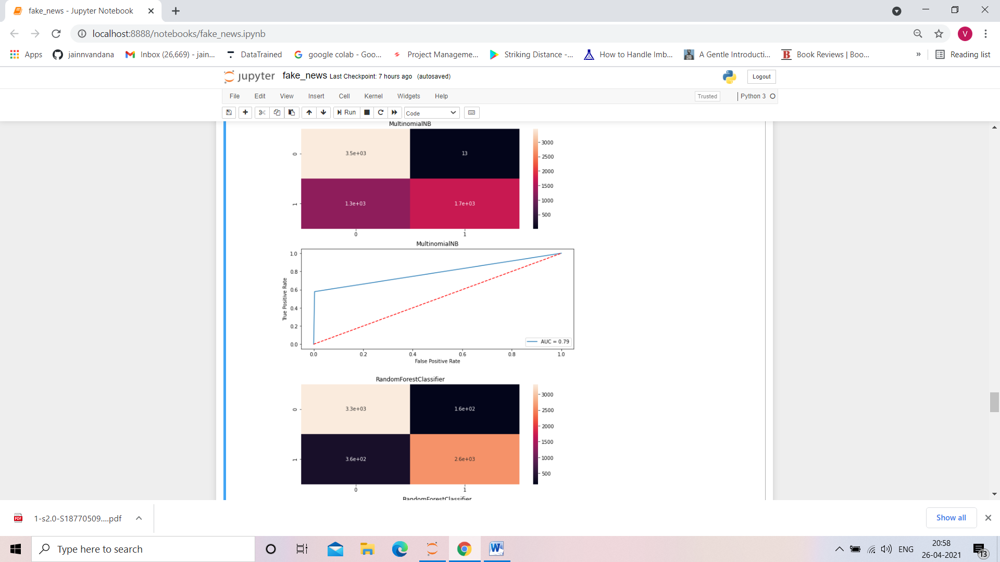 fake_news - Jupyter Notebook
localhost:8888/notebooks/fake_news.ipynb
V
Apps jainnvandana Inbox (26,669) - jain... DataTrained google colab - Goo... Project Manageme... Striking Distance -... How to Handle Imb... A Gentle Introducti... Book Reviews | Boo... » Reading list
jupyter fake_news Last Checkpoint: 7 hours ago (autosaved) Logout
File Edit View Insert Cell Kernel Widgets Help Trusted Python 3
Run Code
MultinomialNB
0 3.5e+03 13
1 1.3e+03 1.7e+03
0 1
3000
2500
2000
1500
1000
500
MultinomialNB
1.0
0.8
0.6
0.4
0.2
0.0
True Positive Rate
AUC = 0.79
0.0 0.2 0.4 0.6 0.8 1.0
False Positive Rate
RandomForestClassifier
0 3.3e+03 1.6e+02
1 3.6e+02 2.6e+03
0 1
3000
2500
2000
1500
1000
500
RandomForestClassifier
PDF 1-s2.0-S18770509....pdf Show all
Type here to search
ENG
20:58
26-04-2021
13